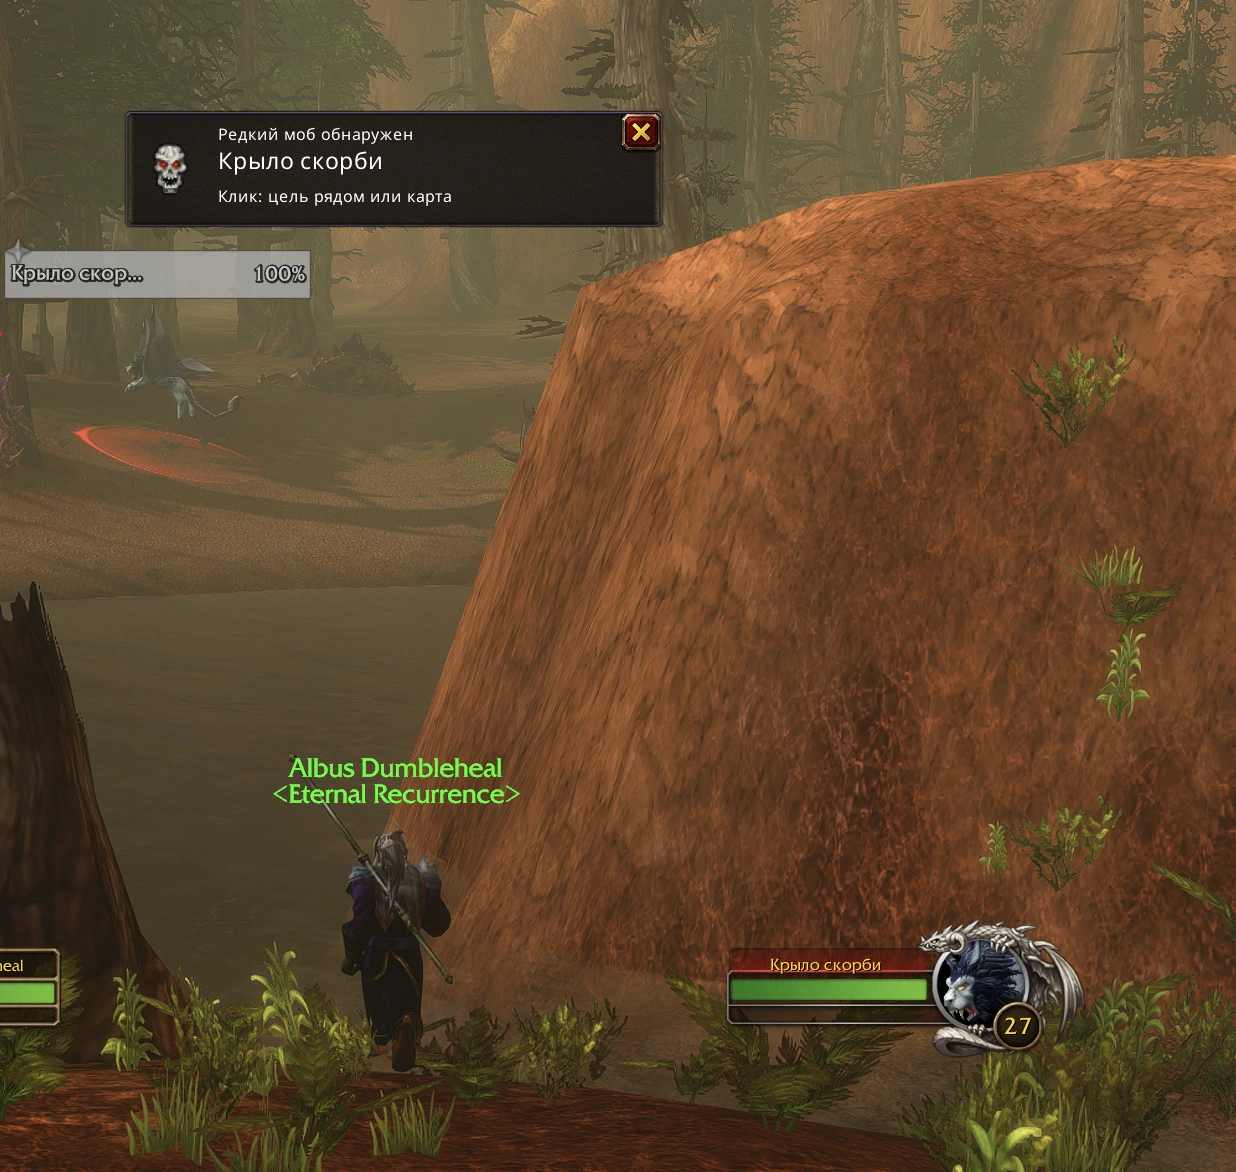 Редкий моб обнаружен
Крыло скорби
Клик: цель рядом или карта
Крыло скор... 100%
Albus Dumbleheal
<Eternal Recurrence>
heal
Крыло скорби
27